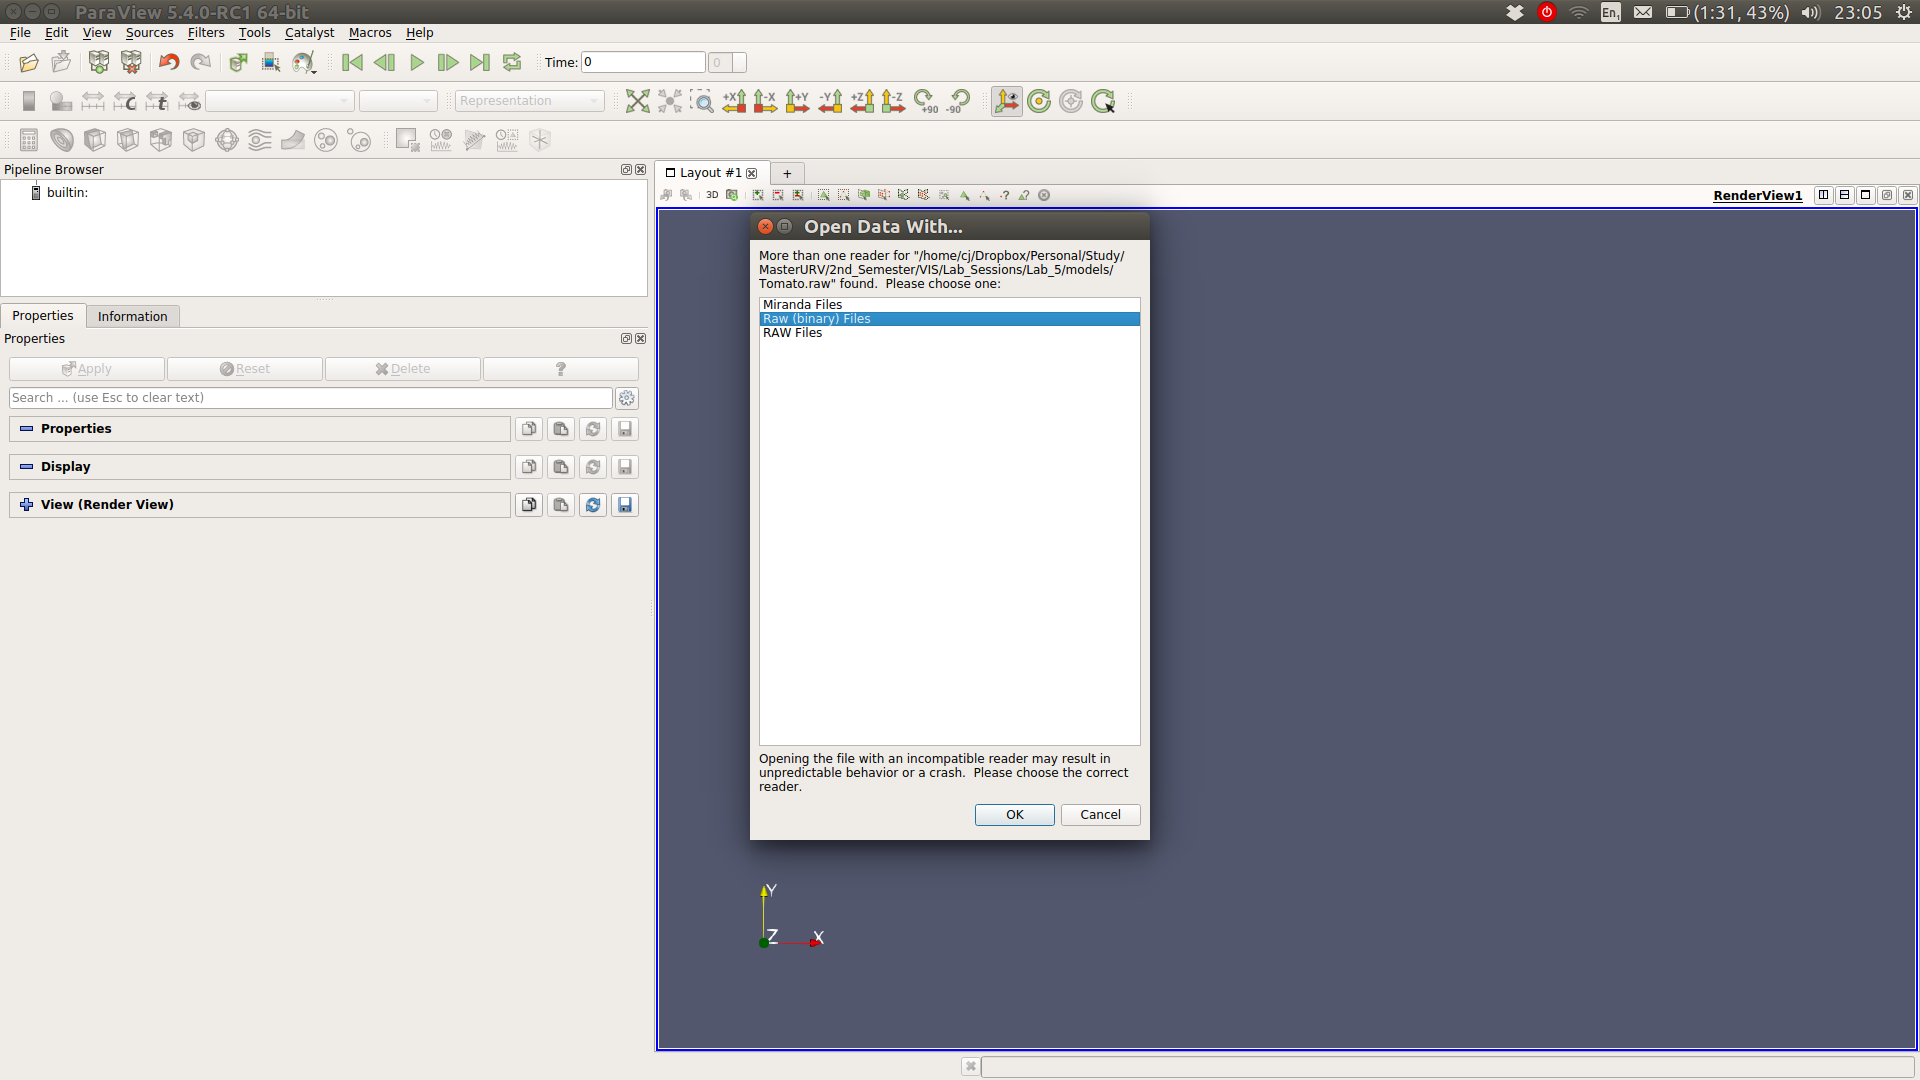 ParaView 5.4.0-RC1 64-bit
En1
(1:31, 43%)
23:05
File Edit View Sources Filters Tools Catalyst Macros Help
Time: 0
0
Representation
+X -X +Y -Y +Z -Z +90 -90
Pipeline Browser
builtin:
Properties Information
Properties
Apply Reset Delete ?
Search ... (use Esc to clear text)
Properties
Display
View (Render View)
Layout #1
+
3D
RenderView1
Open Data With...
More than one reader for "/home/cj/Dropbox/Personal/Study/
MasterURV/2nd_Semester/VIS/Lab_Sessions/Lab_5/models/
Tomato.raw" found.  Please choose one:
Miranda Files
Raw (binary) Files
RAW Files
Opening the file with an incompatible reader may result in
unpredictable behavior or a crash.  Please choose the correct
reader.
OK Cancel
Y
Z X